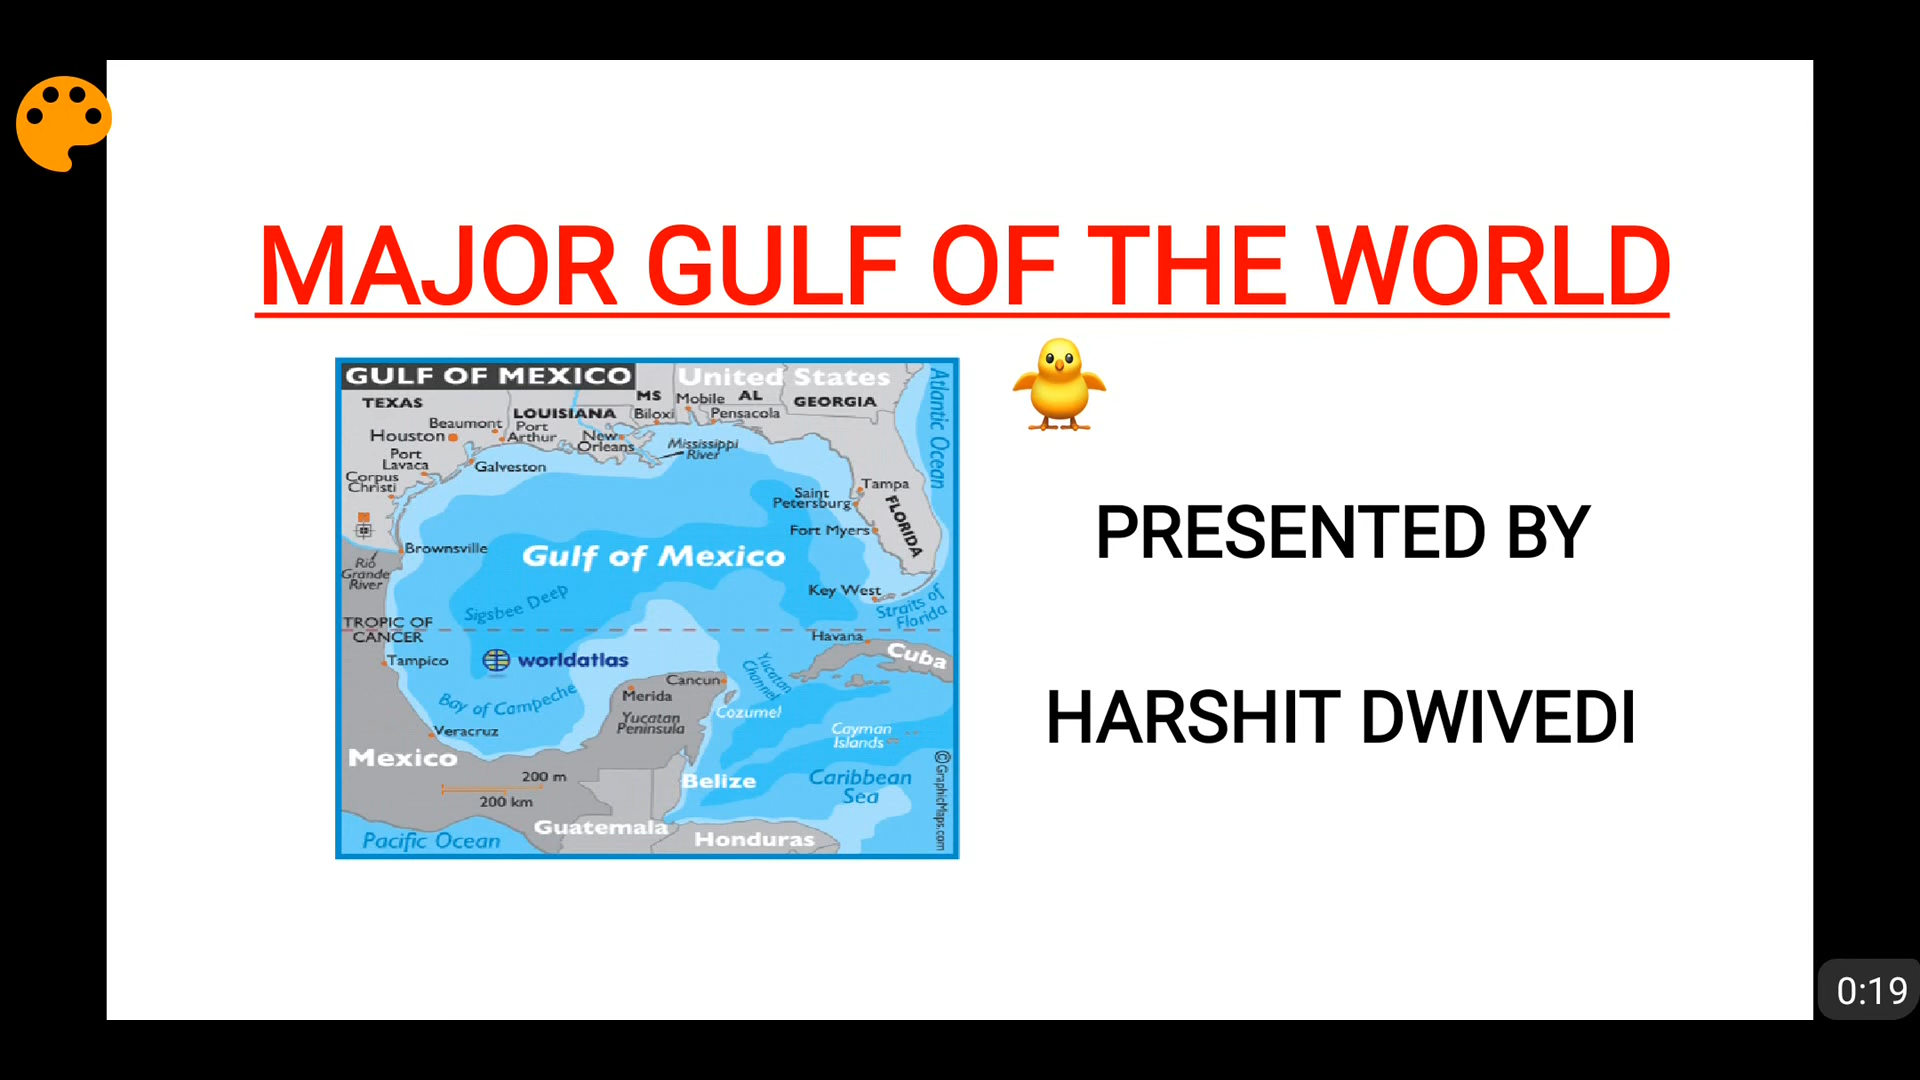 MAJOR GULF OF THE WORLD
GULF OF MEXICO
United States
Atlantic Ocean
TEXAS
MS
Mobile
AL
GEORGIA
LOUISIANA
Biloxi
Pensacola
Beaumont
Port
Arthur
Houston
New
Orleans
Mississippi
River
Port
Lavaca
Galveston
Corpus
Christi
Tampa
Saint
Petersburg
FLORIDA
Fort Myers
Brownsville
Gulf of Mexico
Rio
Grande
River
Key West
Sigsbee Deep
Straits of
Florida
TROPIC OF
CANCER
Havana
Cuba
Tampico
worldatlas
Yucatan
Channel
Cancun
Merida
Bay of Campeche
Cozumel
Yucatan
Peninsula
Veracruz
Cayman
Islands
Mexico
200 m
200 km
Belize
Caribbean
Sea
©GraphicMaps.com
Guatemala
Honduras
Pacific Ocean
PRESENTED BY
HARSHIT DWIVEDI
0:19